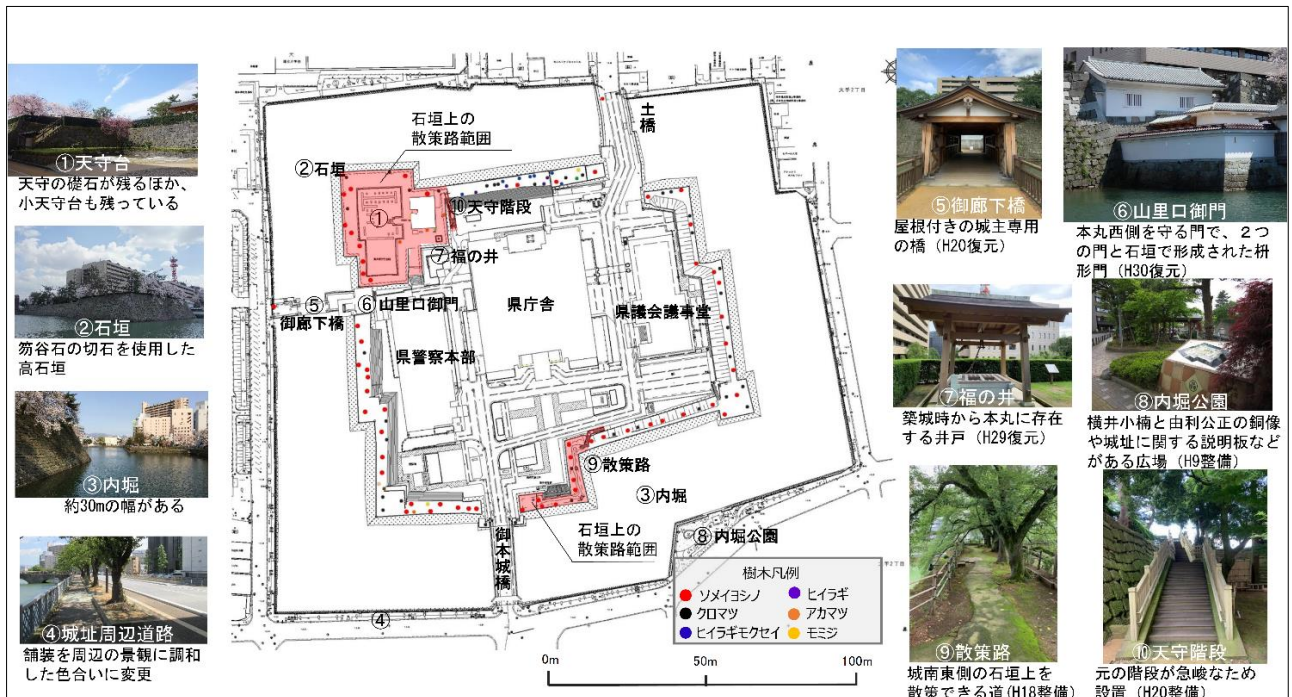 ①天守台
天守の礎石が残るほか、
小天守台も残っている
②石垣
笏谷石の切石を使用した
高石垣
③内堀
約30mの幅がある
④城址周辺道路
舗装を周辺の景観に調和
した色合いに変更
石垣上の
散策路範囲
②石垣
土橋
①
⑩天守階段
⑦福の井
⑤
御廊下橋
⑥山里口御門
県庁舎
県議会議事堂
県警察本部
⑨散策路
③内堀
石垣上の
散策路範囲
御本城橋
⑧内堀公園
④
樹木凡例
ソメイヨシノ
ヒイラギ
クロマツ
アカマツ
ヒイラギモクセイ
モミジ
0m
50m
100m
⑤御廊下橋
屋根付きの城主専用
の橋（H20復元）
⑥山里口御門
本丸西側を守る門で、２つ
の門と石垣で形成された枡
形門（H30復元）
⑦福の井
築城時から本丸に存在
する井戸（H29復元）
⑧内堀公園
横井小楠と由利公正の銅像
や城址に関する説明板など
がある広場（H9整備）
⑨散策路
城南東側の石垣上を
散策できる道(H18整備)
⑩天守階段
元の階段が急峻なため
設置（H20整備）